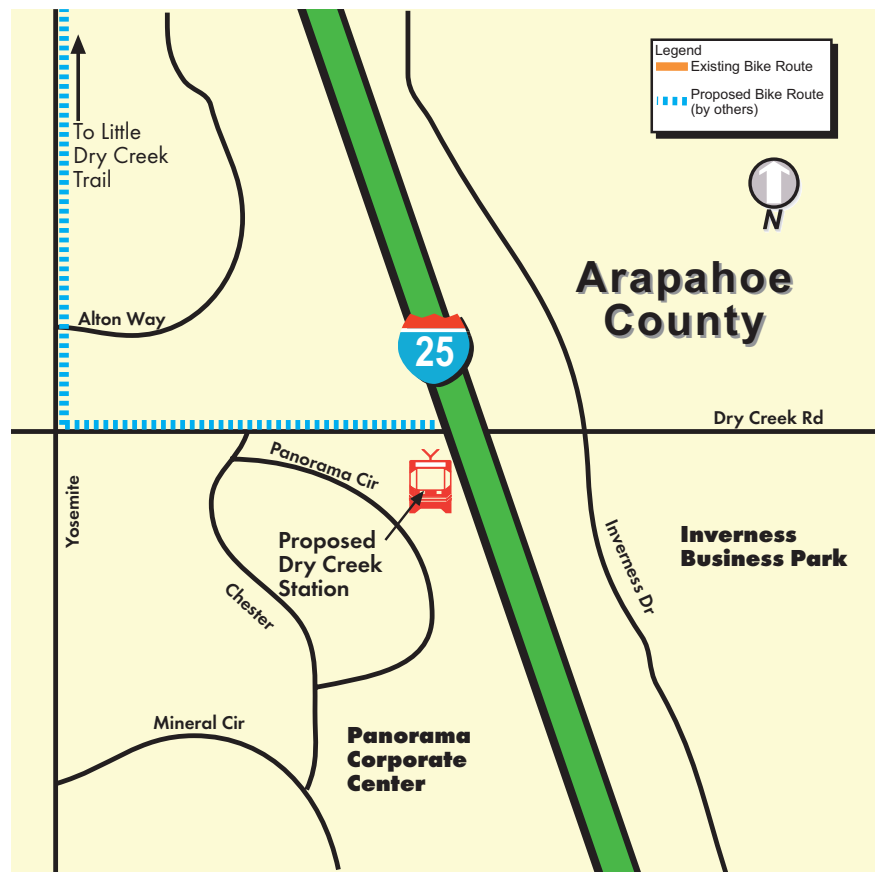 Legend
Existing Bike Route
Proposed Bike Route
(by others)
To Little
Dry Creek
Trail
N
Arapahoe
County
Alton Way
25
Dry Creek Rd
Panorama Cir
Yosemite
Proposed
Dry Creek
Station
Inverness
Business Park
Inverness Dr
Chester
Mineral Cir
Panorama
Corporate
Center